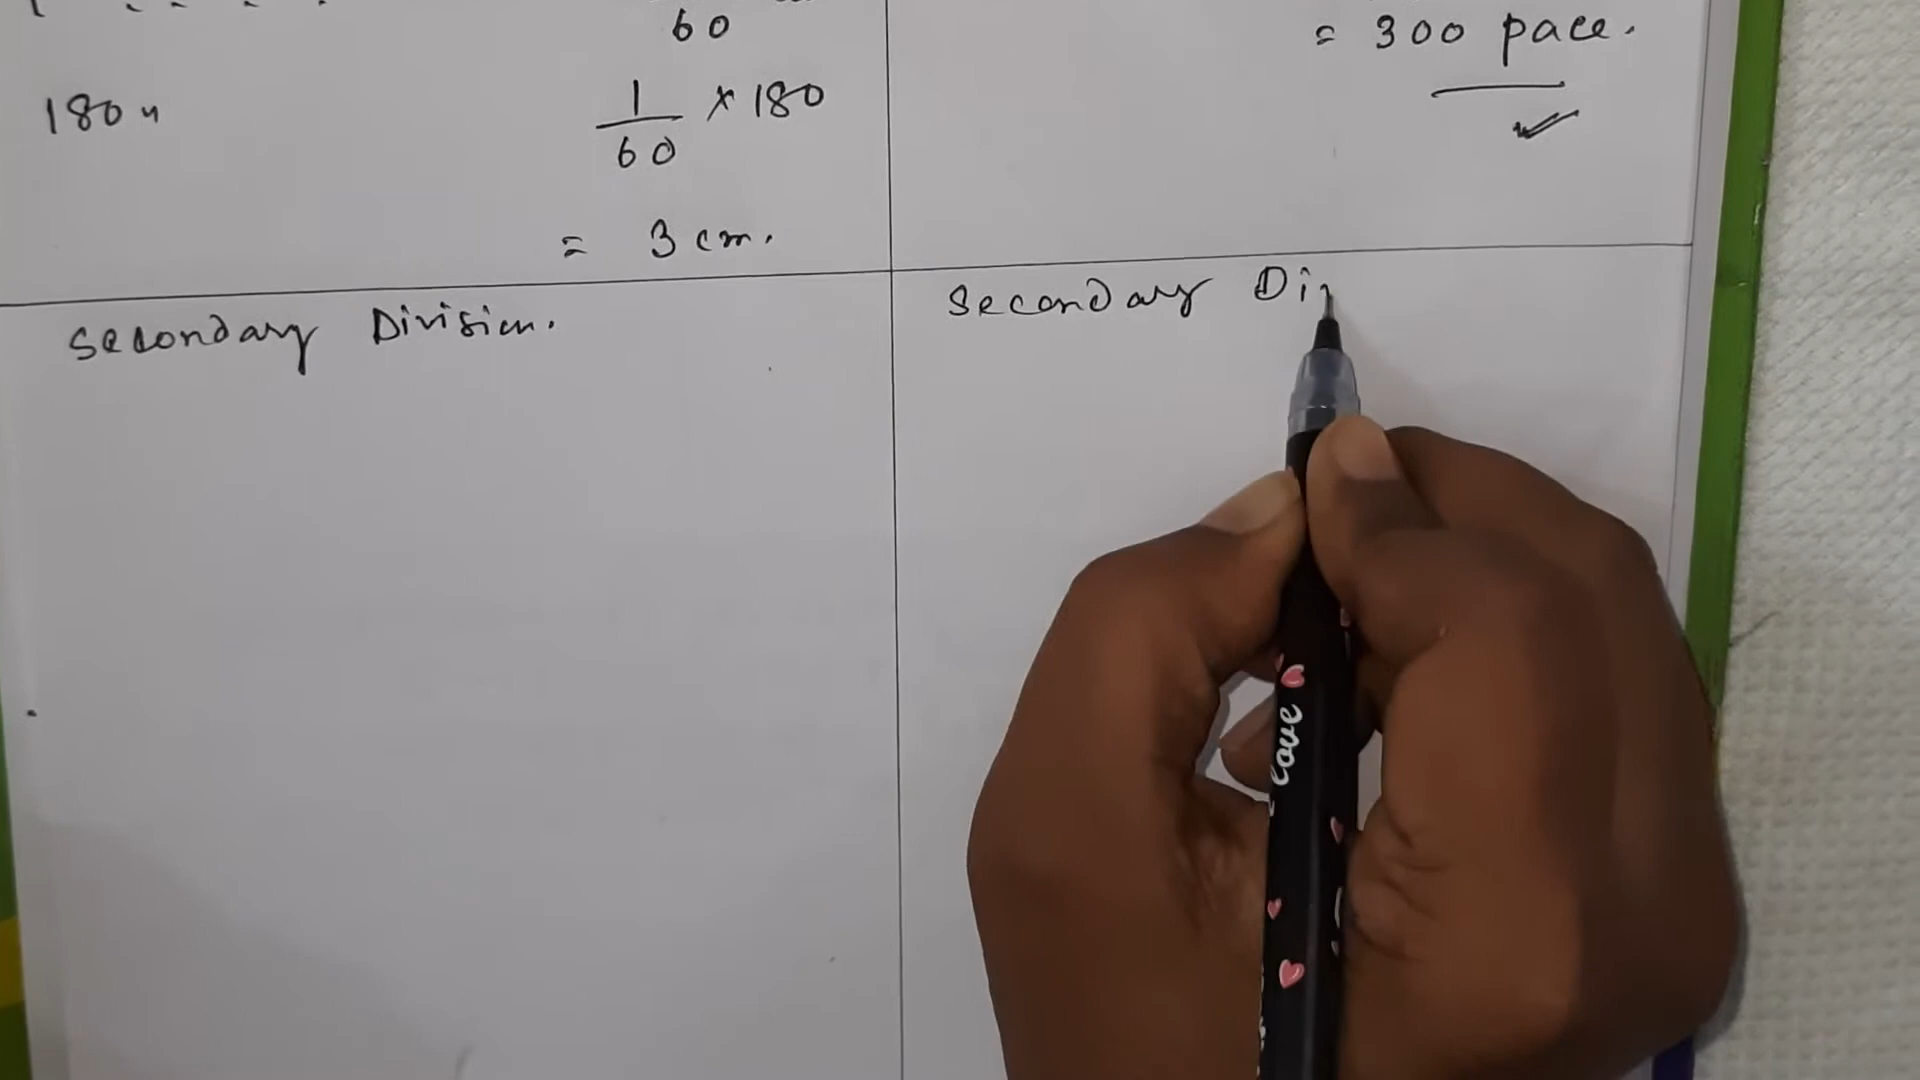 60
180 "
1/60 × 180
= 3 cm.
Secondary Division.
= 300 pace.
Secondary Di
Love